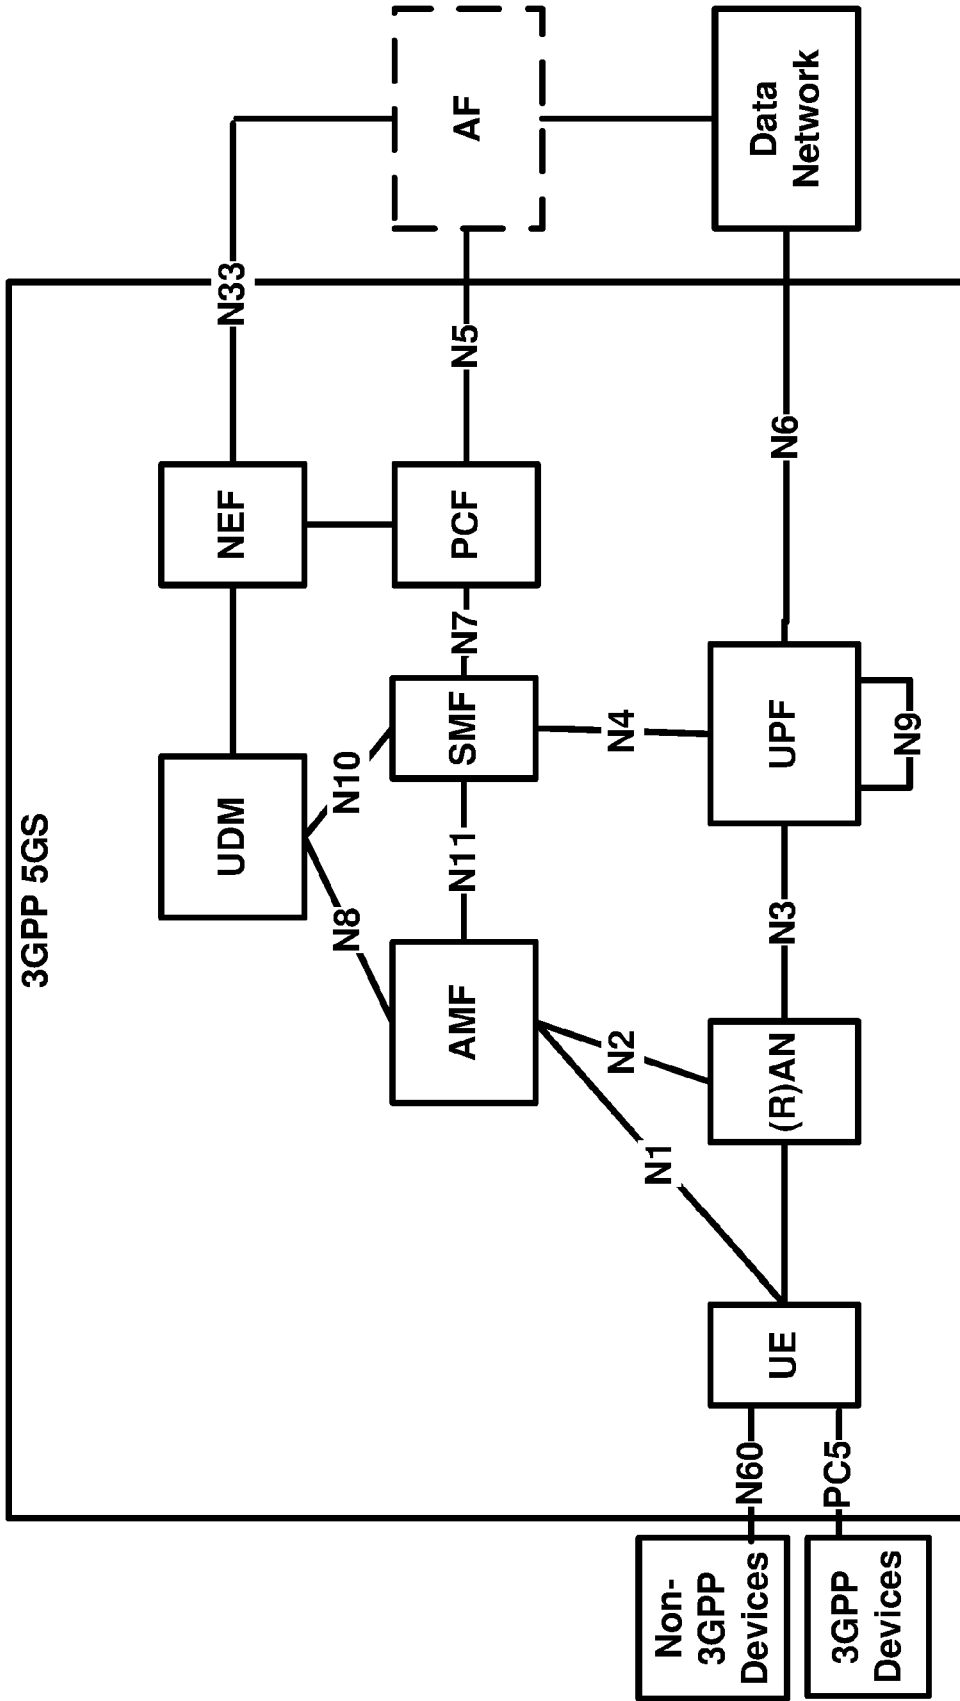 3GPP 5GS
UDM
NEF
N33
N8
N10
AMF
N11
SMF
N7
PCF
N5
AF
N1
N2
N4
Non-
3GPP
Devices
N60
UE
(R)AN
N3
UPF
N6
Data
Network
3GPP
Devices
PC5
N9